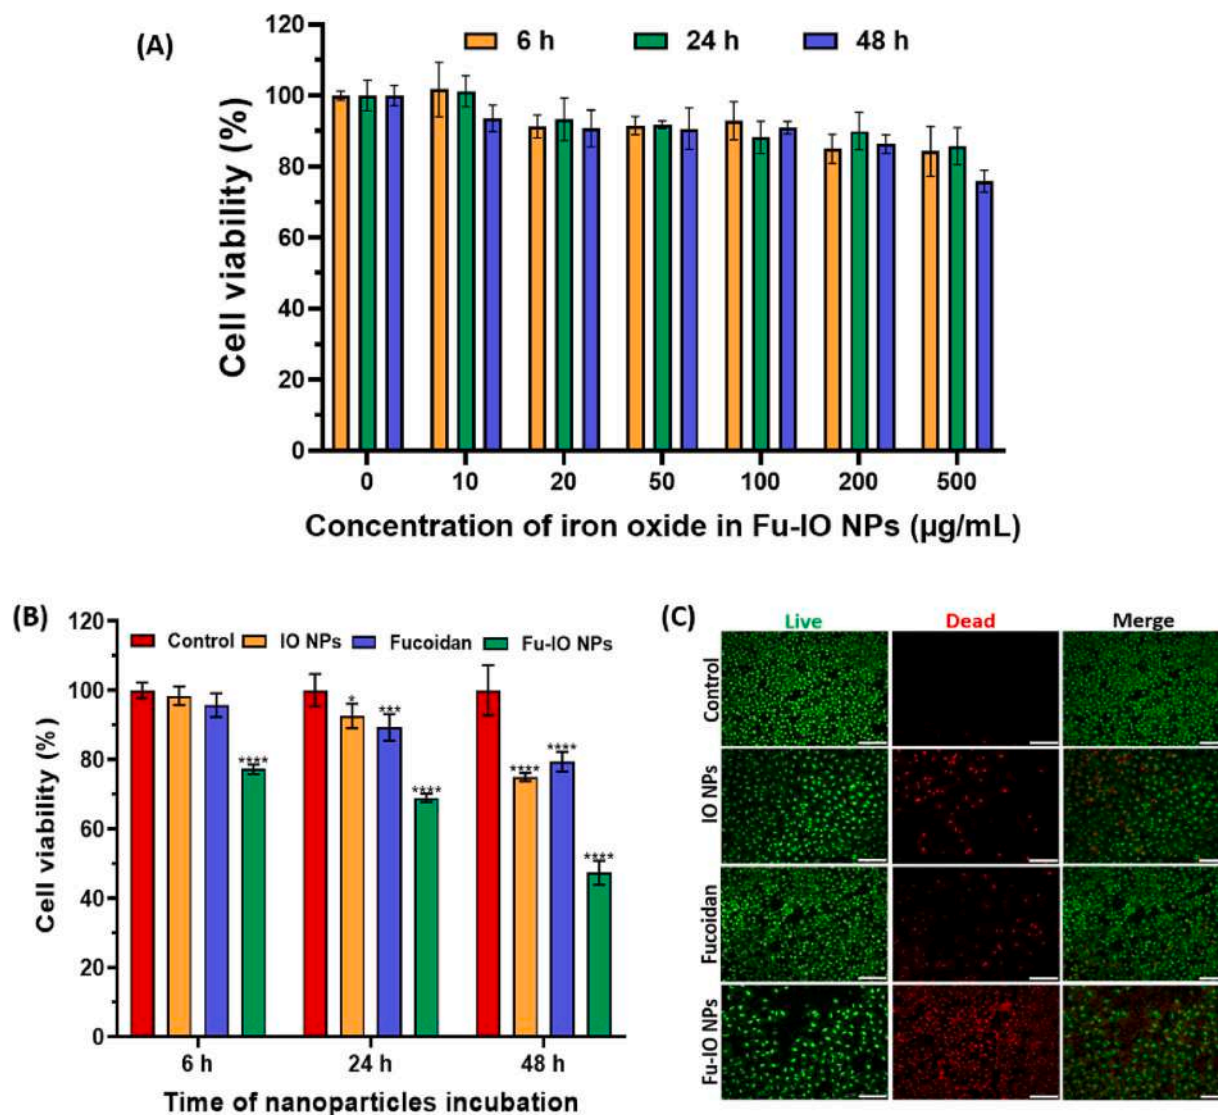 (A)
6 h 24 h 48 h
120
100
80
60
40
20
0
Cell viability (%)
0 10 20 50 100 200 500
Concentration of iron oxide in Fu-IO NPs (µg/mL)
(B)
120
100
80
60
40
20
0
Cell viability (%)
Control IO NPs Fucoidan Fu-IO NPs
****
* *** ****
**** **** ****
6 h 24 h 48 h
Time of nanoparticles incubation
(C)
Live Dead Merge
Control
IO NPs
Fucoidan
Fu-IO NPs